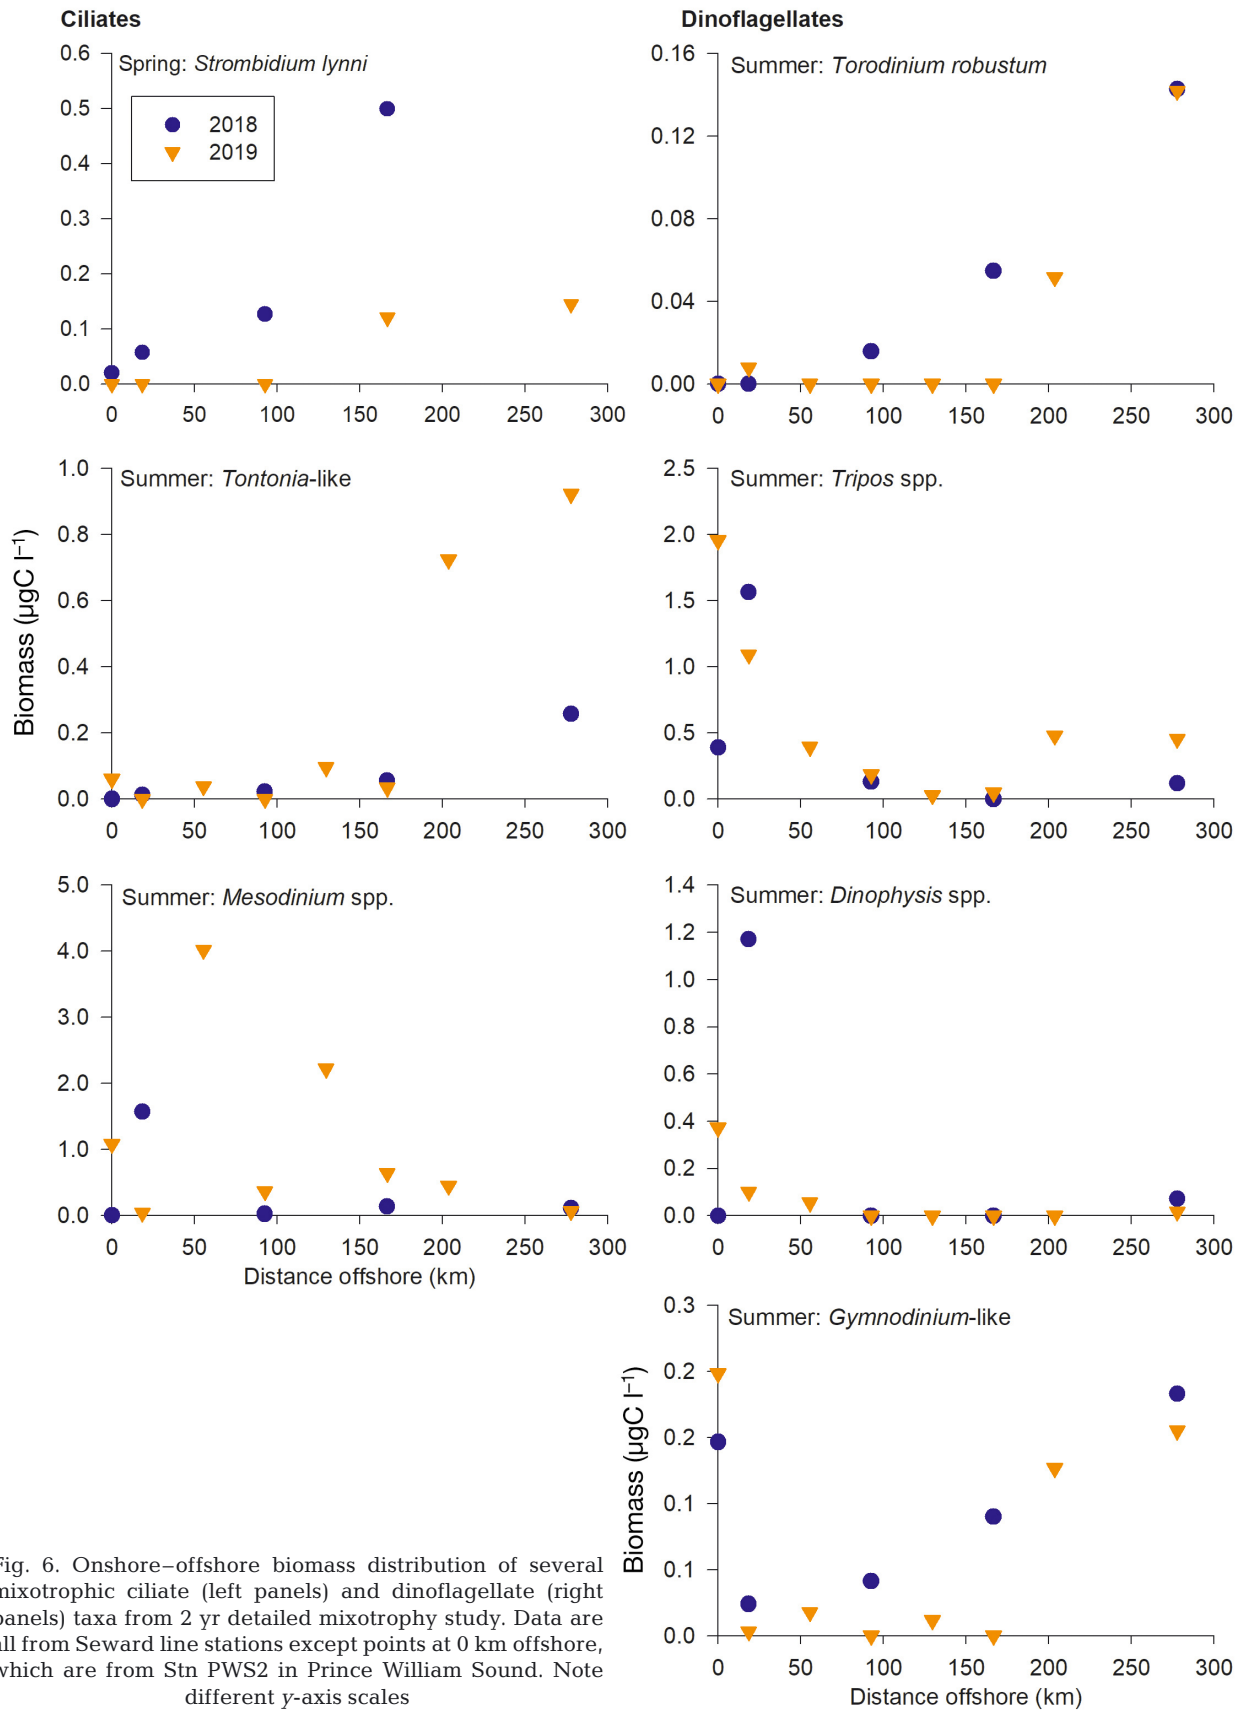 Ciliates
Spring: Strombidium lynni
2018
2019
0.6
0.5
0.4
0.3
0.2
0.1
0.0
0 50 100 150 200 250 300
Summer: Tontonia-like
1.0
0.8
0.6
0.4
0.2
0.0
0 50 100 150 200 250 300
Biomass (µgC l⁻¹)
Summer: Mesodinium spp.
5.0
4.0
3.0
2.0
1.0
0.0
0 50 100 150 200 250 300
Distance offshore (km)
Dinoflagellates
Summer: Torodinium robustum
0.16
0.12
0.08
0.04
0.00
0 50 100 150 200 250 300
Summer: Tripos spp.
2.5
2.0
1.5
1.0
0.5
0.0
0 50 100 150 200 250 300
Summer: Dinophysis spp.
1.4
1.2
1.0
0.8
0.6
0.4
0.2
0.0
0 50 100 150 200 250 300
Summer: Gymnodinium-like
0.3
0.2
0.2
0.1
0.1
0.0
0 50 100 150 200 250 300
Biomass (µgC l⁻¹)
Distance offshore (km)
Fig. 6. Onshore–offshore biomass distribution of several
mixotrophic ciliate (left panels) and dinoflagellate (right
panels) taxa from 2 yr detailed mixotrophy study. Data are
all from Seward line stations except points at 0 km offshore,
which are from Stn PWS2 in Prince William Sound. Note
different y-axis scales